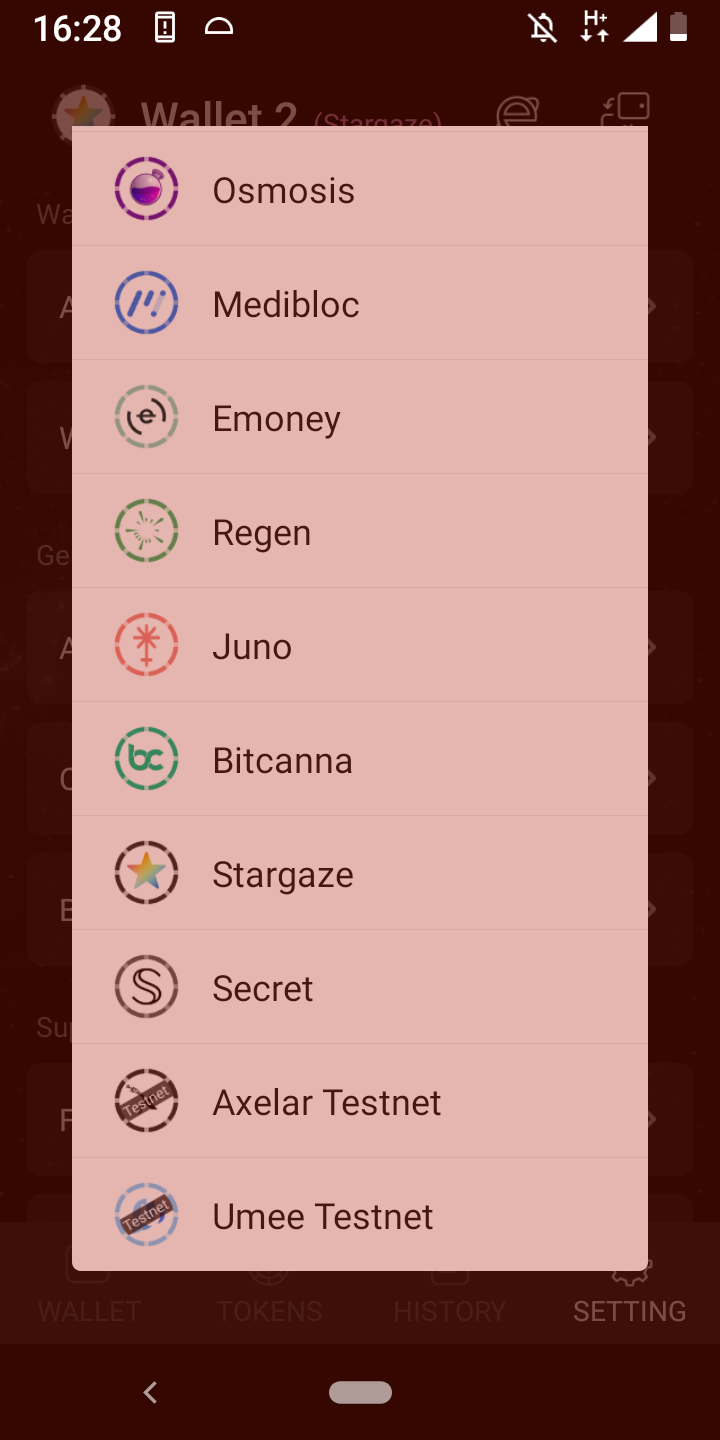 16:28
H+
Wallet 2 (Stargaze)
Osmosis
Medibloc
Emoney
Regen
Juno
bc
Bitcanna
Stargaze
Secret
Testnet
Axelar Testnet
Testnet
Umee Testnet
WALLET
TOKENS
HISTORY
SETTING